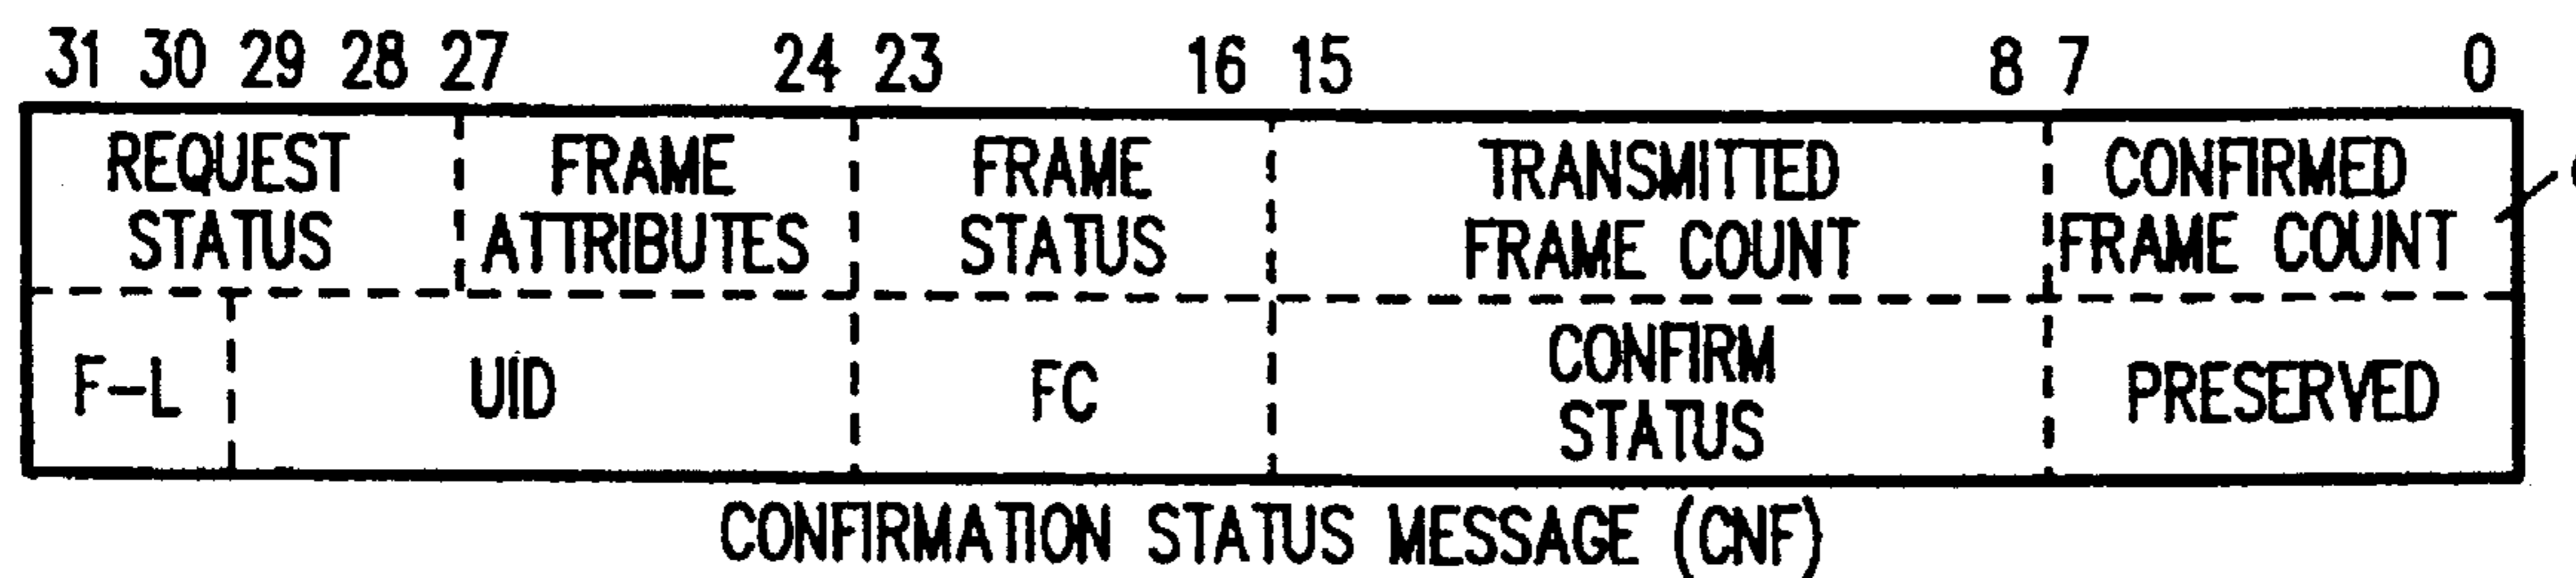 31 30 29 28 27 24 23 16 15 8 7 0
REQUEST STATUS
FRAME ATTRIBUTES
FRAME STATUS
TRANSMITTED FRAME COUNT
CONFIRMED FRAME COUNT
F-L
UID
FC
CONFIRM STATUS
PRESERVED
CONFIRMATION STATUS MESSAGE (CNF)